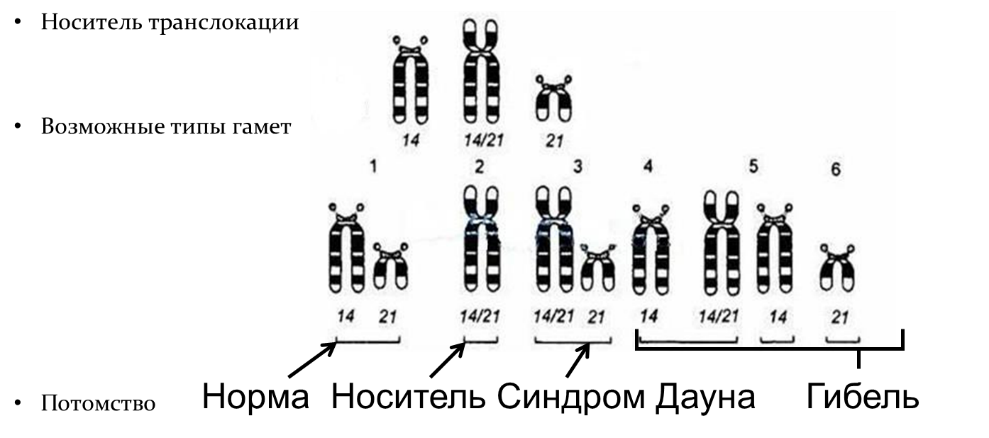 • Носитель транслокации
14 14/21 21
• Возможные типы гамет
1 2 3 4 5 6
14 21 14/21 14/21 21 14 14/21 14 21
Норма Носитель Синдром Дауна Гибель
• Потомство